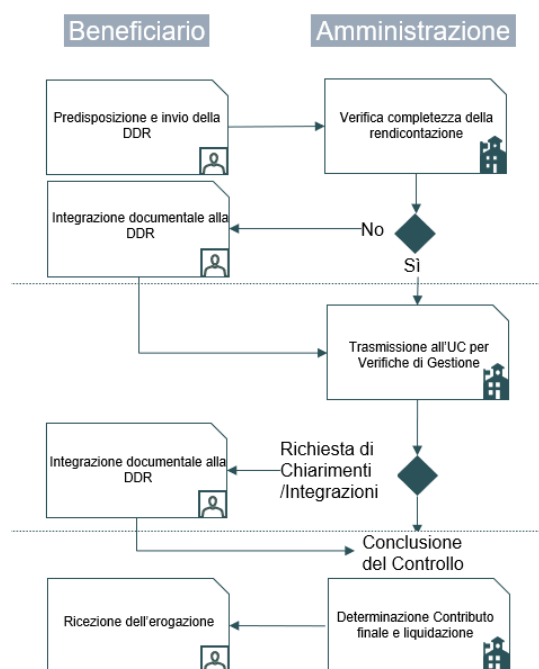 Beneficiario
Amministrazione
Predisposizione e invio della
DDR
Verifica completezza della
rendicontazione
Integrazione documentale alla
DDR
No
Sì
Trasmissione all'UC per
Verifiche di Gestione
Integrazione documentale alla
DDR
Richiesta di
Chiarimenti
/Integrazioni
Conclusione
del Controllo
Ricezione dell'erogazione
Determinazione Contributo
finale e liquidazione